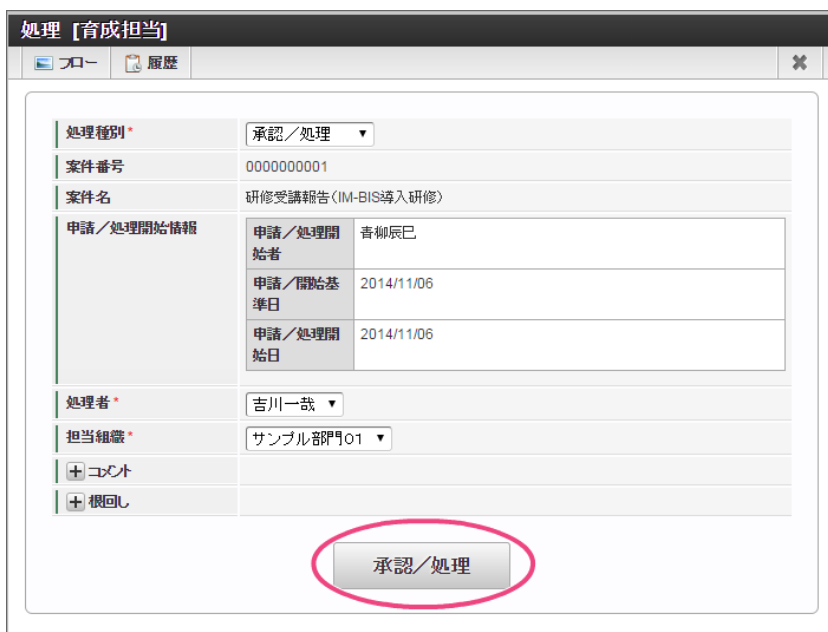 処理 [育成担当]
フロー 履歴
処理種別* 承認／処理
案件番号 0000000001
案件名 研修受講報告（IM-BIS導入研修）
申請／処理開始情報 申請／処理開 青柳辰巳
始者
申請／開始基 2014/11/06
準日
申請／処理開 2014/11/06
始日
処理者* 吉川一哉
担当組織* サンプル部門01
コメント
根回し
承認／処理